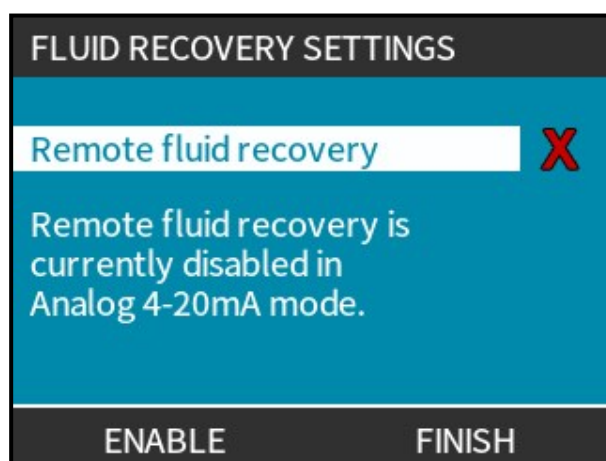 FLUID RECOVERY SETTINGS
Remote fluid recovery X
Remote fluid recovery is
currently disabled in
Analog 4-20mA mode.
ENABLE FINISH